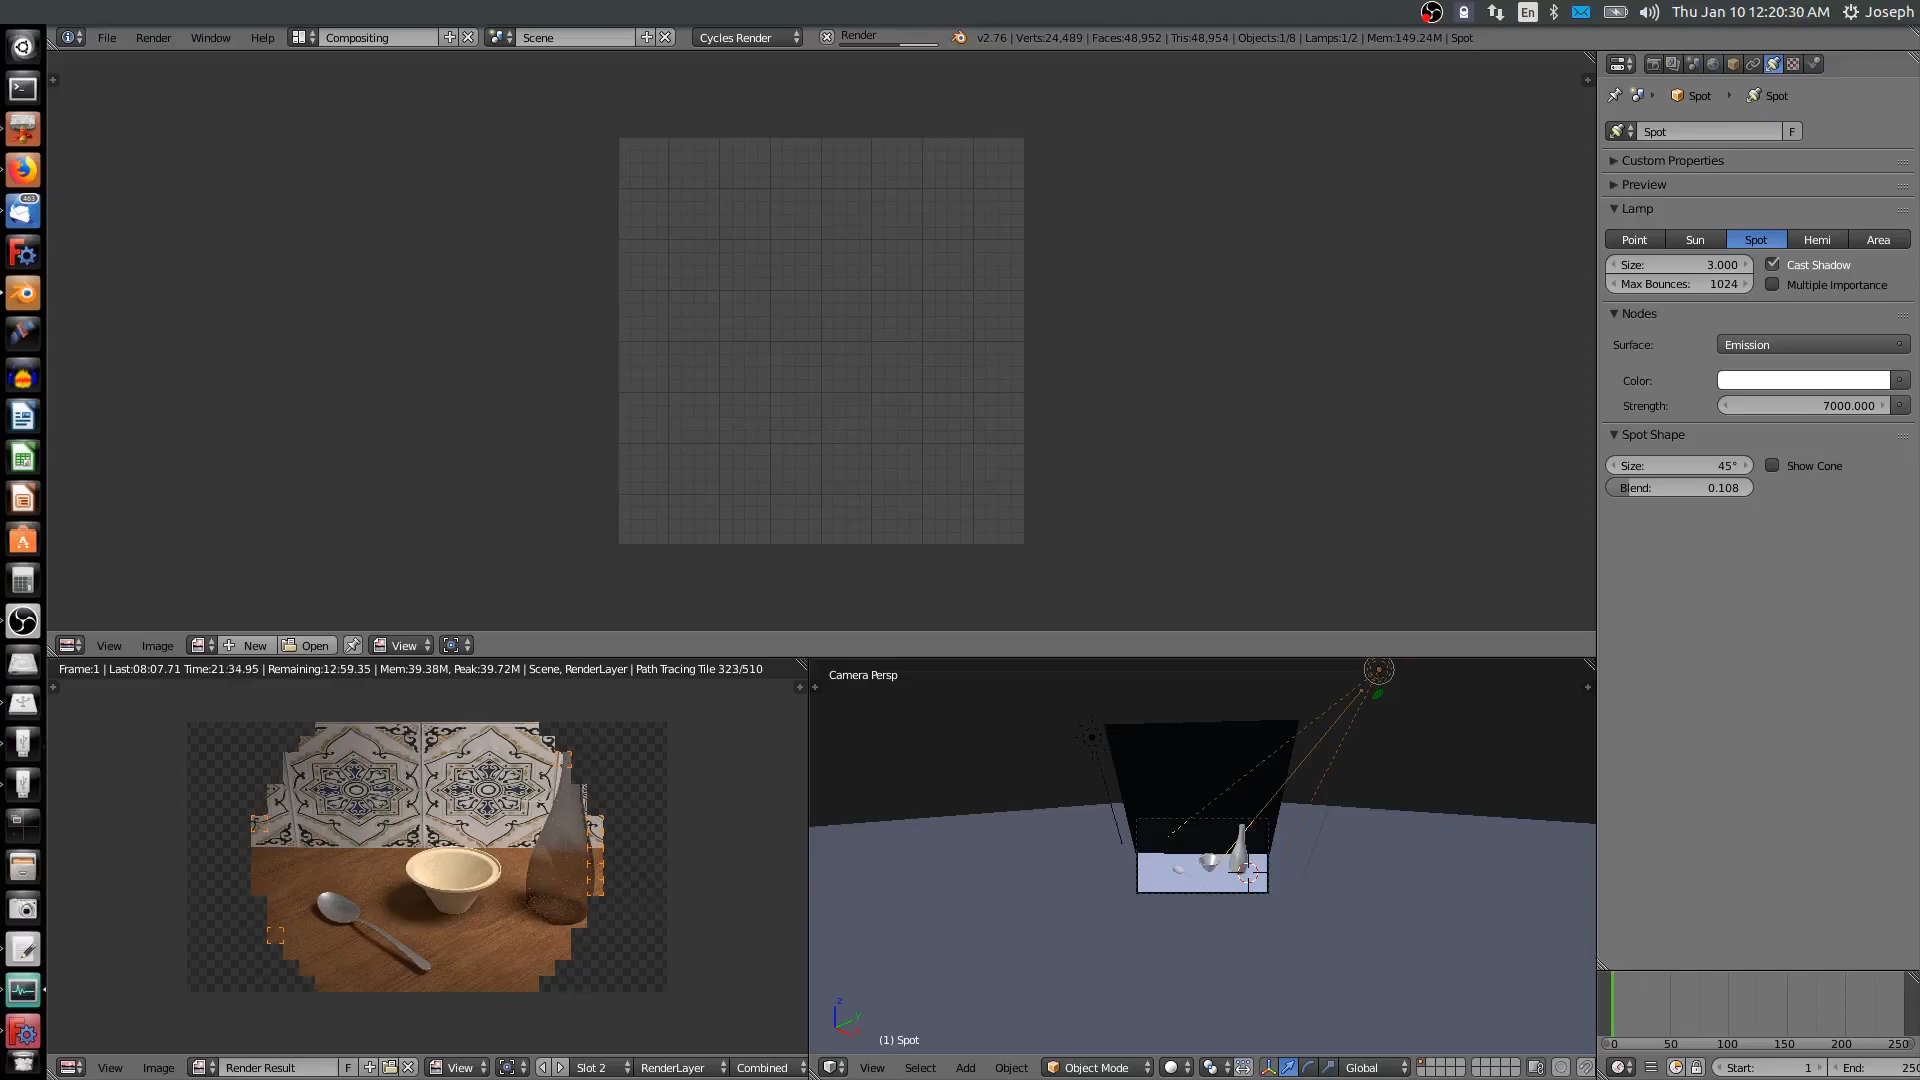 En Thu Jan 10 12:20:30 AM Joseph
File Render Window Help Compositing Scene Cycles Render Render v2.76 | Verts:24,489 | Faces:48,952 | Tris:48,954 | Objects:1/8 | Lamps:1/2 | Mem:149.24M | Spot
Spot Spot
Spot F
Custom Properties
Preview
Lamp
Point Sun Spot Hemi Area
Size: 3.000 Cast Shadow
Max Bounces: 1024 Multiple Importance
Nodes
Surface: Emission
Color:
Strength: 7000.000
Spot Shape
Size: 45° Show Cone
Blend: 0.108
View Image New Open View
Frame:1 | Last:08:07.71 Time:21:34.95 | Remaining:12:59.35 | Mem:39.38M, Peak:39.72M | Scene, RenderLayer | Path Tracing Tile 323/510
Camera Persp
z
y
(1) Spot
0 50 100 150 200 250
View Image Render Result F View Slot 2 RenderLayer Combined
View Select Add Object Object Mode Global
Start: 1 End: 250